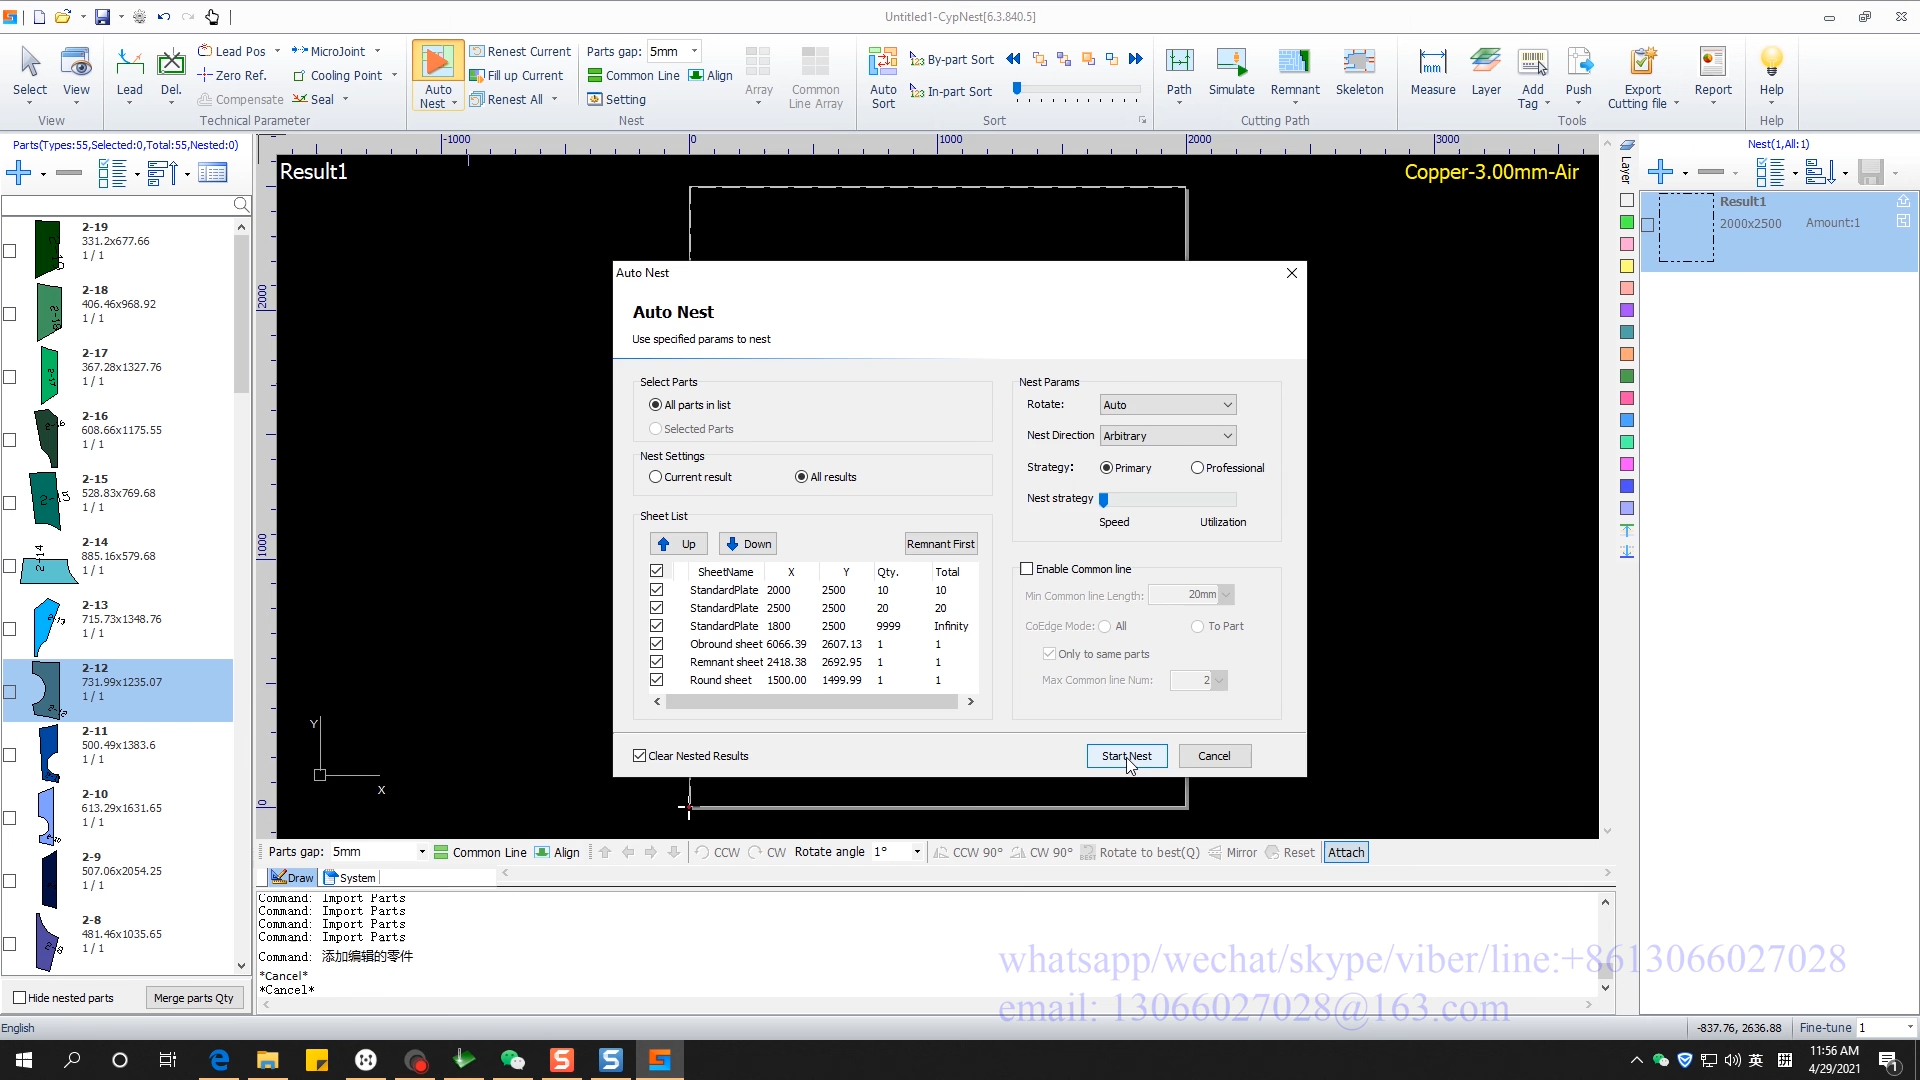 Untitled1-CypNest[6.3.840.5]
Select
View
Lead
Del.
Lead Pos
Zero Ref.
Compensate
MicroJoint
Cooling Point
Seal
Auto Nest
Renest Current
Fill up Current
Renest All
Parts gap: 5mm
Common Line
Align
Setting
Array
Common Line Array
Auto Sort
By-part Sort
In-part Sort
Path
Simulate
Remnant
Skeleton
Measure
Layer
Add Tag
Push
Export Cutting file
Report
Help
View
Technical Parameter
Nest
Sort
Cutting Path
Tools
Help
Parts(Types:55,Selected:0,Total:55,Nested:0)
-1000
0
1000
2000
3000
Layer
Nest(1,All:1)
Result1
Copper-3.00mm-Air
Result1
2000x2500 Amount:1
2-19
331.2x677.66
1 / 1
2-18
406.46x968.92
1 / 1
2-17
367.28x1327.76
1 / 1
2-16
608.66x1175.55
1 / 1
2-15
528.83x769.68
1 / 1
2-14
885.16x579.68
1 / 1
2-13
715.73x1348.76
1 / 1
2-12
731.99x1235.07
1 / 1
2-11
500.49x1383.6
1 / 1
2-10
613.29x1631.65
1 / 1
2-9
507.06x2054.25
1 / 1
2-8
481.46x1035.65
1 / 1
Hide nested parts
Merge parts Qty
2000
1000
0
Y
X
Auto Nest
Auto Nest
Use specified params to nest
Select Parts
All parts in list
Selected Parts
Nest Settings
Current result
All results
Sheet List
Up
Down
Remnant First
SheetName X Y Qty. Total
StandardPlate 2000 2500 10 10
StandardPlate 2500 2500 20 20
StandardPlate 1800 2500 9999 Infinity
Obround sheet 6066.39 2607.13 1 1
Remnant sheet 2418.38 2692.95 1 1
Round sheet 1500.00 1499.99 1 1
Nest Params
Rotate: Auto
Nest Direction Arbitrary
Strategy: Primary Professional
Nest strategy
Speed Utilization
Enable Common line
Min Common line Length: 20mm
CoEdge Mode: All To Part
Only to same parts
Max Common line Num: 2
Clear Nested Results
Start Nest
Cancel
Parts gap: 5mm Common Line Align CCW CW Rotate angle 1° CCW 90° CW 90° Rotate to best(Q) Mirror Reset Attach
Draw System
Command: Import Parts
Command: Import Parts
Command: Import Parts
Command: Import Parts
Command: 添加编辑的零件
*Cancel*
*Cancel*
whatsapp/wechat/skype/viber/line:+8613066027028
email: 13066027028@163.com
English
-837.76, 2636.88
Fine-tune 1
英
拼
11:56 AM
4/29/2021
1